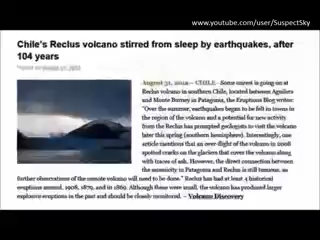 www.youtube.com/user/SuspectSky
Chile's Reclus volcano stirred from sleep by earthquakes, after
104 years
Posted on August 31, 2012
August 31, 2012 – CHILE – Some unrest is going on at
Reclus volcano in southern Chile, located between Aguilera
and Monte Burney in Patagonia, the Eruptions Blog writes:
"Over the summer, earthquakes began to be felt in towns in
the region of the volcano and a potential for new activity
from the Reclus has prompted geologists to visit the volcano
later this spring (southern hemisphere). Interestingly, one
article mentions that an over-flight of the volcano in 2008
spotted cracks on the glaciers that cover the volcano along
with traces of ash. However, the direct connection between
the seismicity in Patagonia and Reclus is still tenuous, so
further observations of the remote volcano will need to be done." Reclus has had at least 4 historical
eruptions around, 1908, 1879, and in 1869. Although these were small, the volcano has produced larger
explosive eruptions in the past and should be closely monitored. – Volcano Discovery